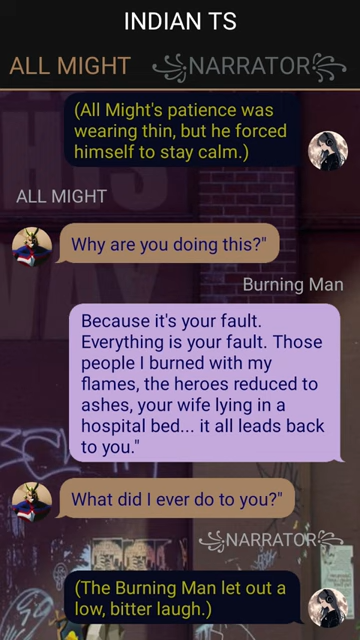 INDIAN TS
ALL MIGHT NARRATOR
(All Might's patience was
wearing thin, but he forced
himself to stay calm.)
ALL MIGHT
Why are you doing this?"
Burning Man
Because it's your fault.
Everything is your fault. Those
people I burned with my
flames, the heroes reduced to
ashes, your wife lying in a
hospital bed... it all leads back
to you."
What did I ever do to you?"
NARRATOR
(The Burning Man let out a
low, bitter laugh.)